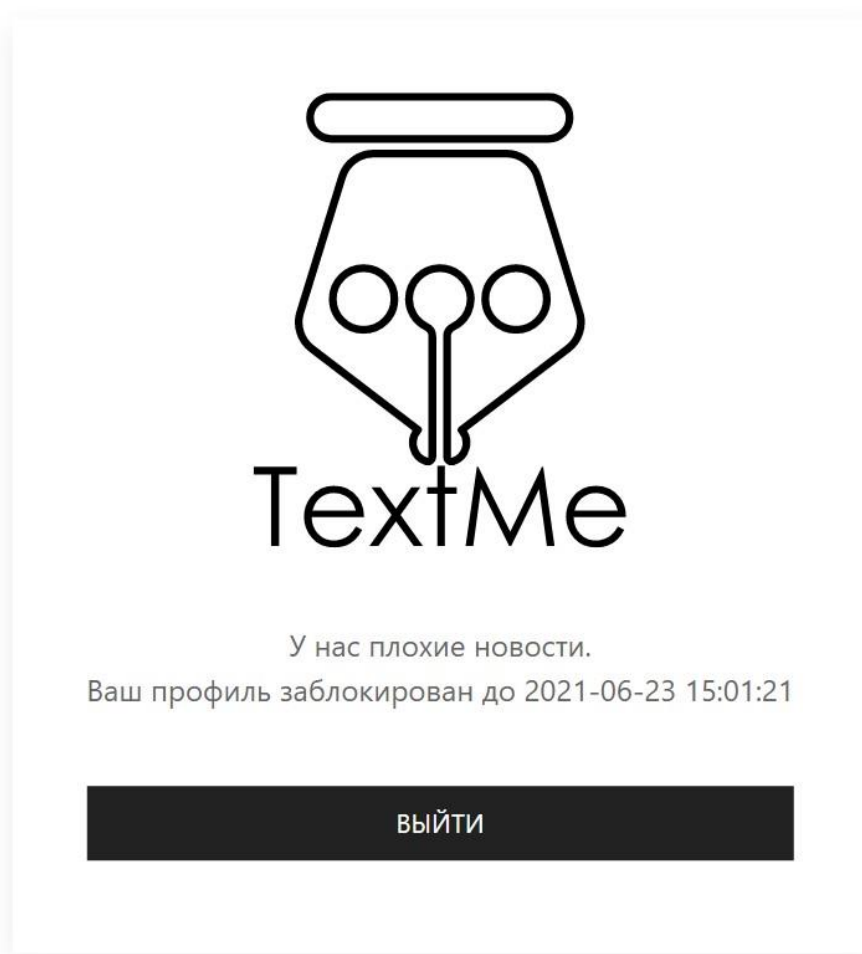 TextMe
У нас плохие новости.
Ваш профиль заблокирован до 2021-06-23 15:01:21
ВЫЙТИ